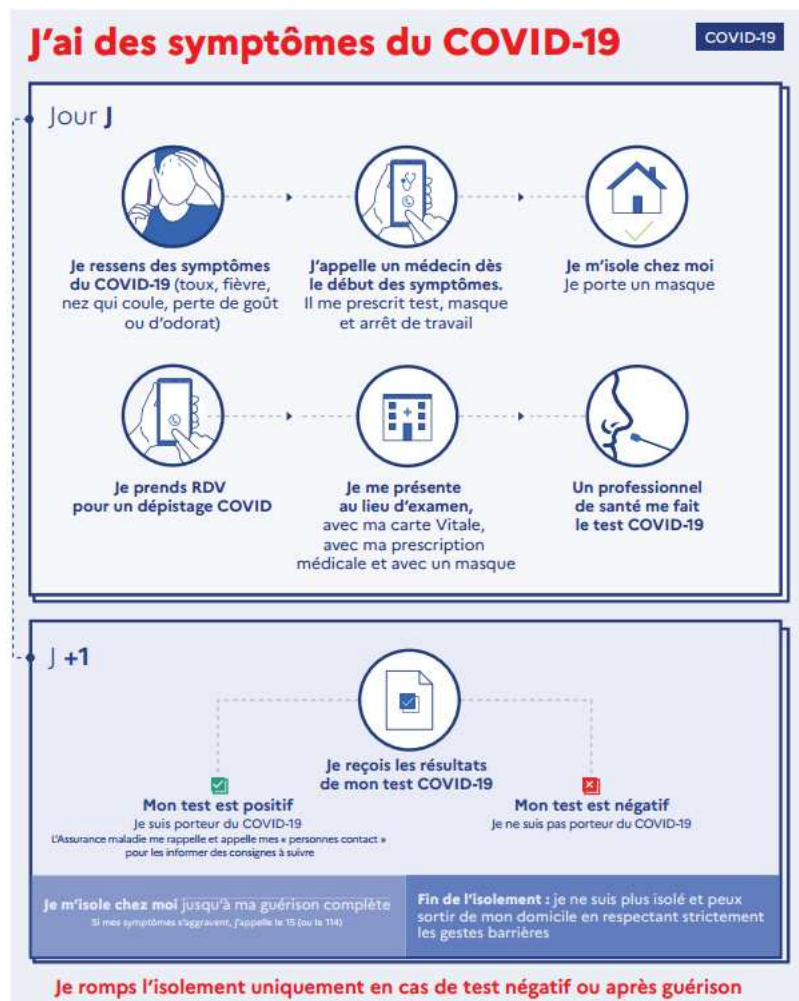 J'ai des symptômes du COVID-19
COVID-19
Jour J
Je ressens des symptômes
du COVID-19 (toux, fièvre,
nez qui coule, perte de goût
ou d'odorat)
J'appelle un médecin dès
le début des symptômes.
Il me prescrit test, masque
et arrêt de travail
Je m'isole chez moi
Je porte un masque
Je prends RDV
pour un dépistage COVID
Je me présente
au lieu d'examen,
avec ma carte Vitale,
avec ma prescription
médicale et avec un masque
Un professionnel
de santé me fait
le test COVID-19
J +1
Je reçois les résultats
de mon test COVID-19
Mon test est positif
Je suis porteur du COVID-19
L'Assurance maladie me rappelle et appelle mes « personnes contact »
pour les informer des consignes à suivre
Mon test est négatif
Je ne suis pas porteur du COVID-19
Je m'isole chez moi jusqu'à ma guérison complète
Si mes symptômes s'aggravent, j'appelle le 15 (ou le 114)
Fin de l'isolement : je ne suis plus isolé et peux
sortir de mon domicile en respectant strictement
les gestes barrières
Je romps l'isolement uniquement en cas de test négatif ou après guérison